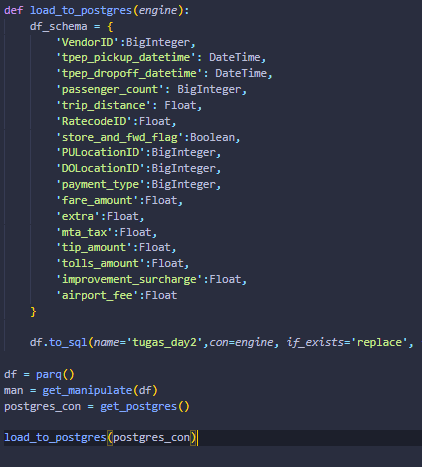 def load_to_postgres(engine):
    df_schema = {
        'VendorID':BigInteger,
        'tpep_pickup_datetime': DateTime,
        'tpep_dropoff_datetime': DateTime,
        'passenger_count': BigInteger,
        'trip_distance': Float,
        'RatecodeID':Float,
        'store_and_fwd_flag':Boolean,
        'PULocationID':BigInteger,
        'DOLocationID':BigInteger,
        'payment_type':BigInteger,
        'fare_amount':Float,
        'extra':Float,
        'mta_tax':Float,
        'tip_amount':Float,
        'tolls_amount':Float,
        'improvement_surcharge':Float,
        'airport_fee':Float
    }
    df.to_sql(name='tugas_day2',con=engine, if_exists='replace',
df = parq()
man = get_manipulate(df)
postgres_con = get_postgres()
load_to_postgres(postgres_con)